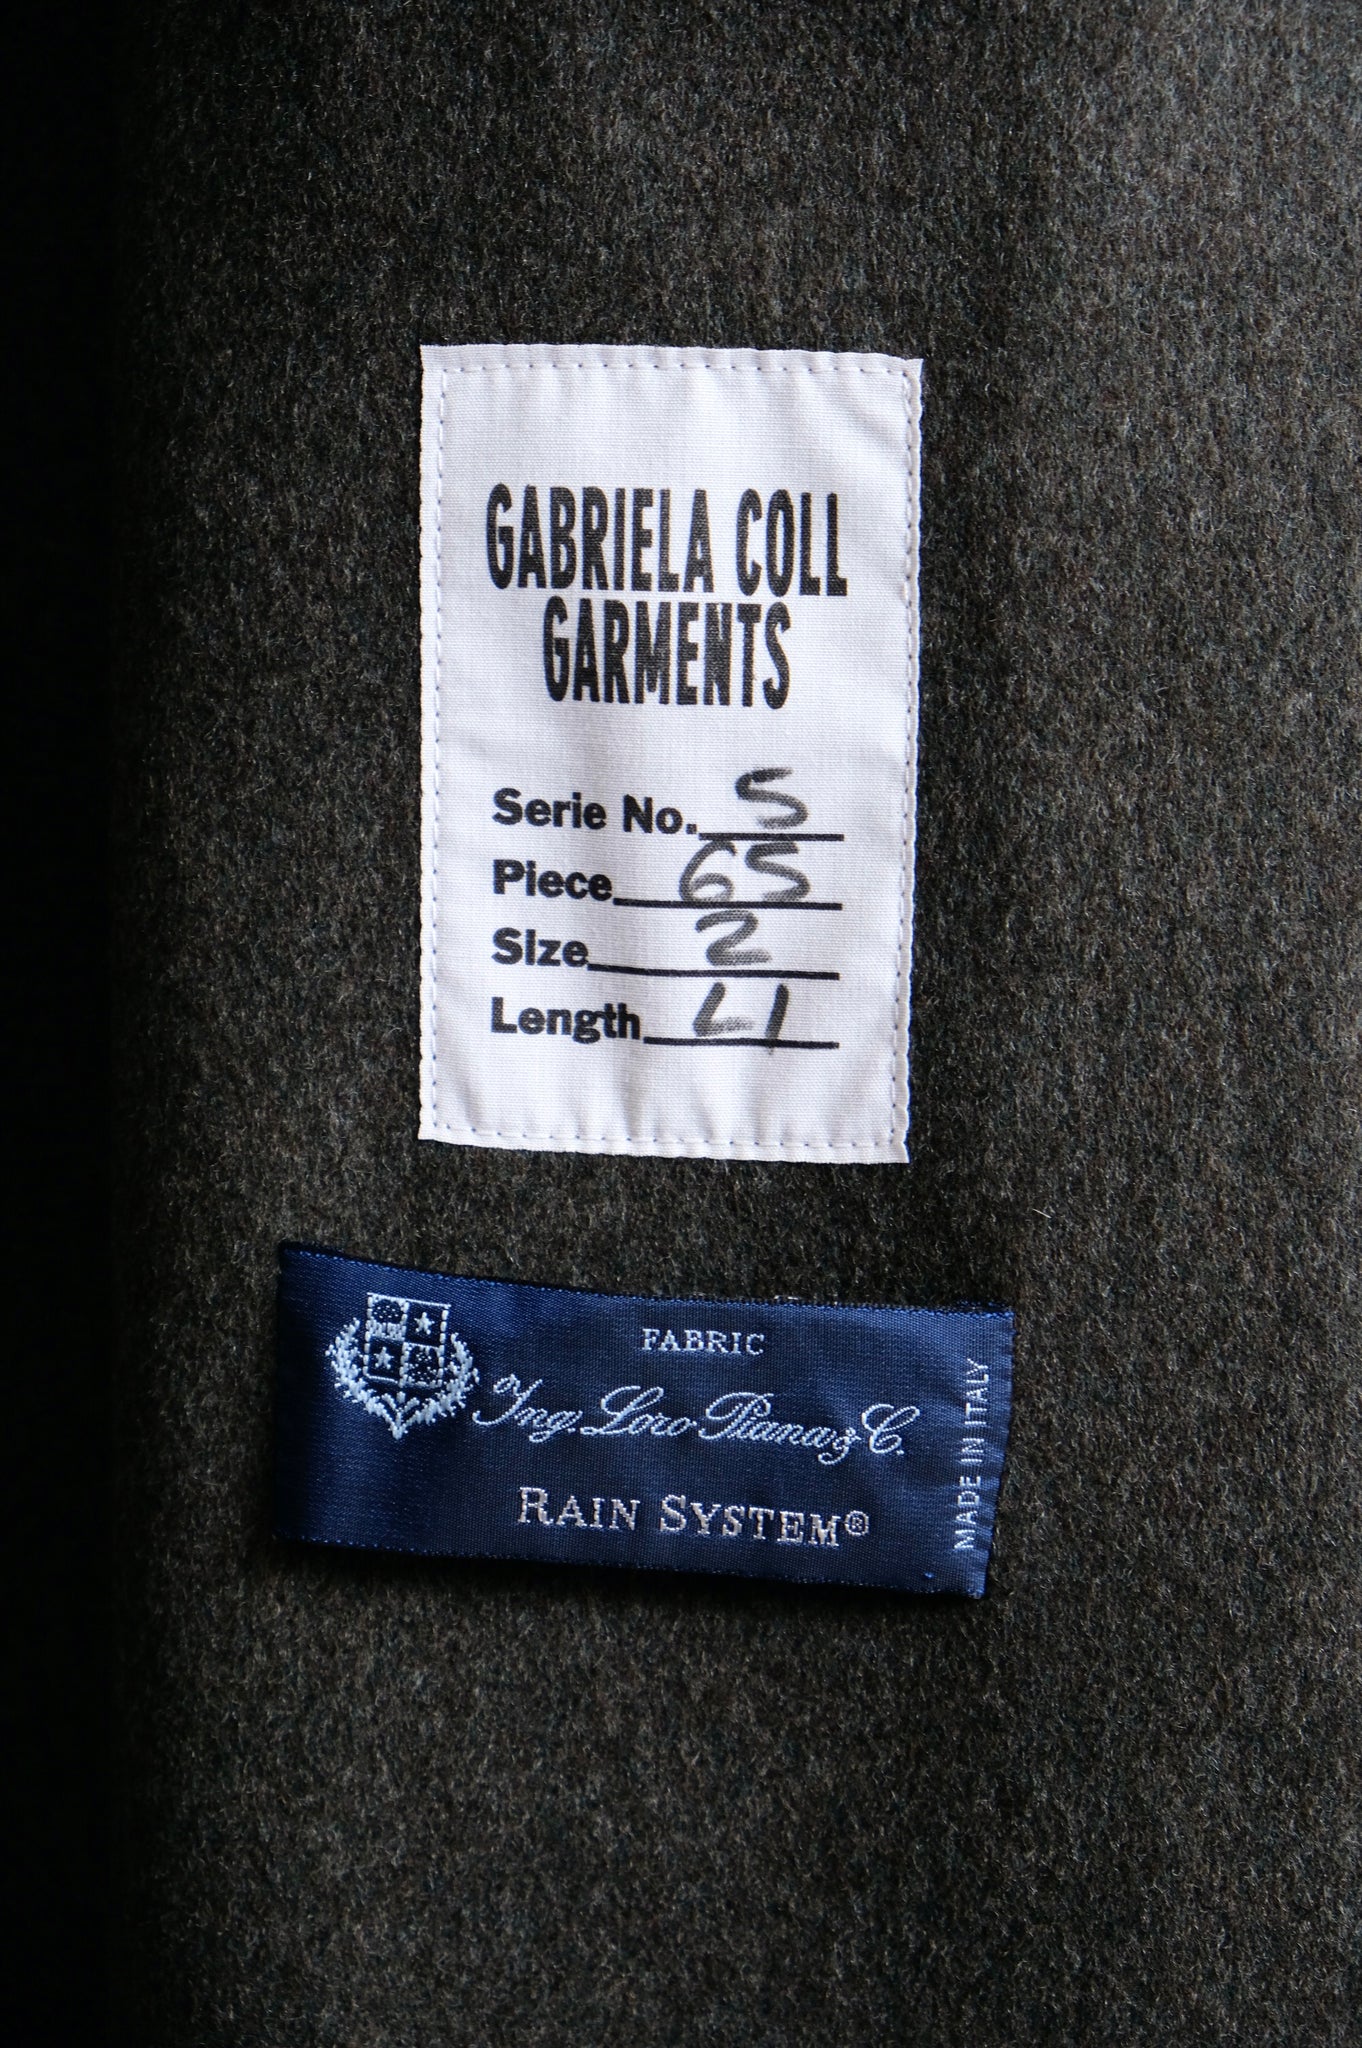 GABRIELA COLL
GARMENTS
Serie No. 5
Piece 65
Size 2
Length L1
FABRIC
by Ing. Loro Piana & C.
RAIN SYSTEM®
MADE IN ITALY